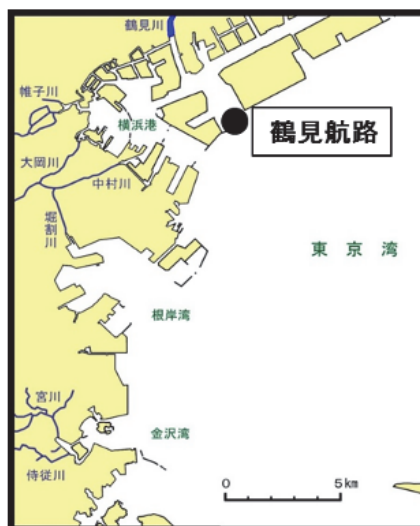 鶴見川
帷子川
横浜港
鶴見航路
大岡川
中村川
堀割川
東京湾
根岸湾
宮川
金沢湾
侍従川
0 5km